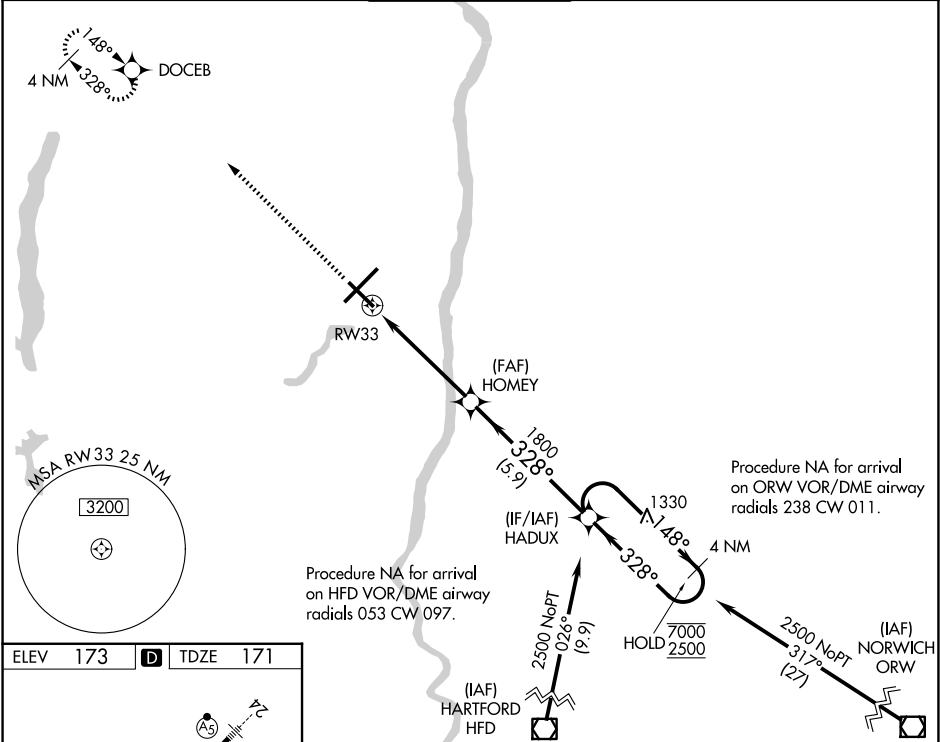 148°
DOCEB
4 NM
328°
RW33
(FAF)
HOMEY
1800
328°
(5.9)
MSA RW33 25 NM
3200
Procedure NA for arrival
on ORW VOR/DME airway
radials 238 CW 011.
1330
148°
(IF/IAF)
HADUX
4 NM
328°
Procedure NA for arrival
on HFD VOR/DME airway
radials 053 CW 097.
HOLD 7000
2500
2500 NoPT
026°
(9.9)
2500 NoPT
317°
(27)
(IAF)
NORWICH
ORW
ELEV 173 D TDZE 171
(IAF)
HARTFORD
HFD
24
A5